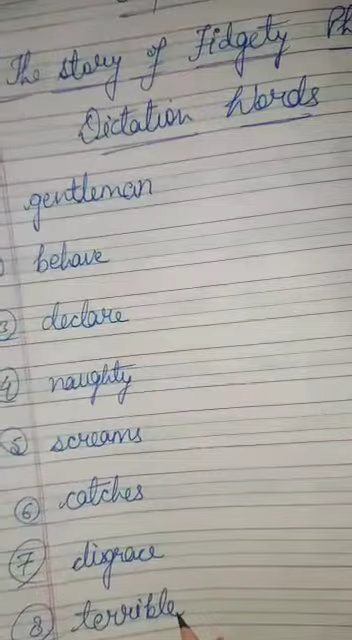 The story of Fidgety Ph
Dictation Words
gentleman
behave
3 declare
4 naughty
5 screams
6 catches
7 disgrace
8 terrible